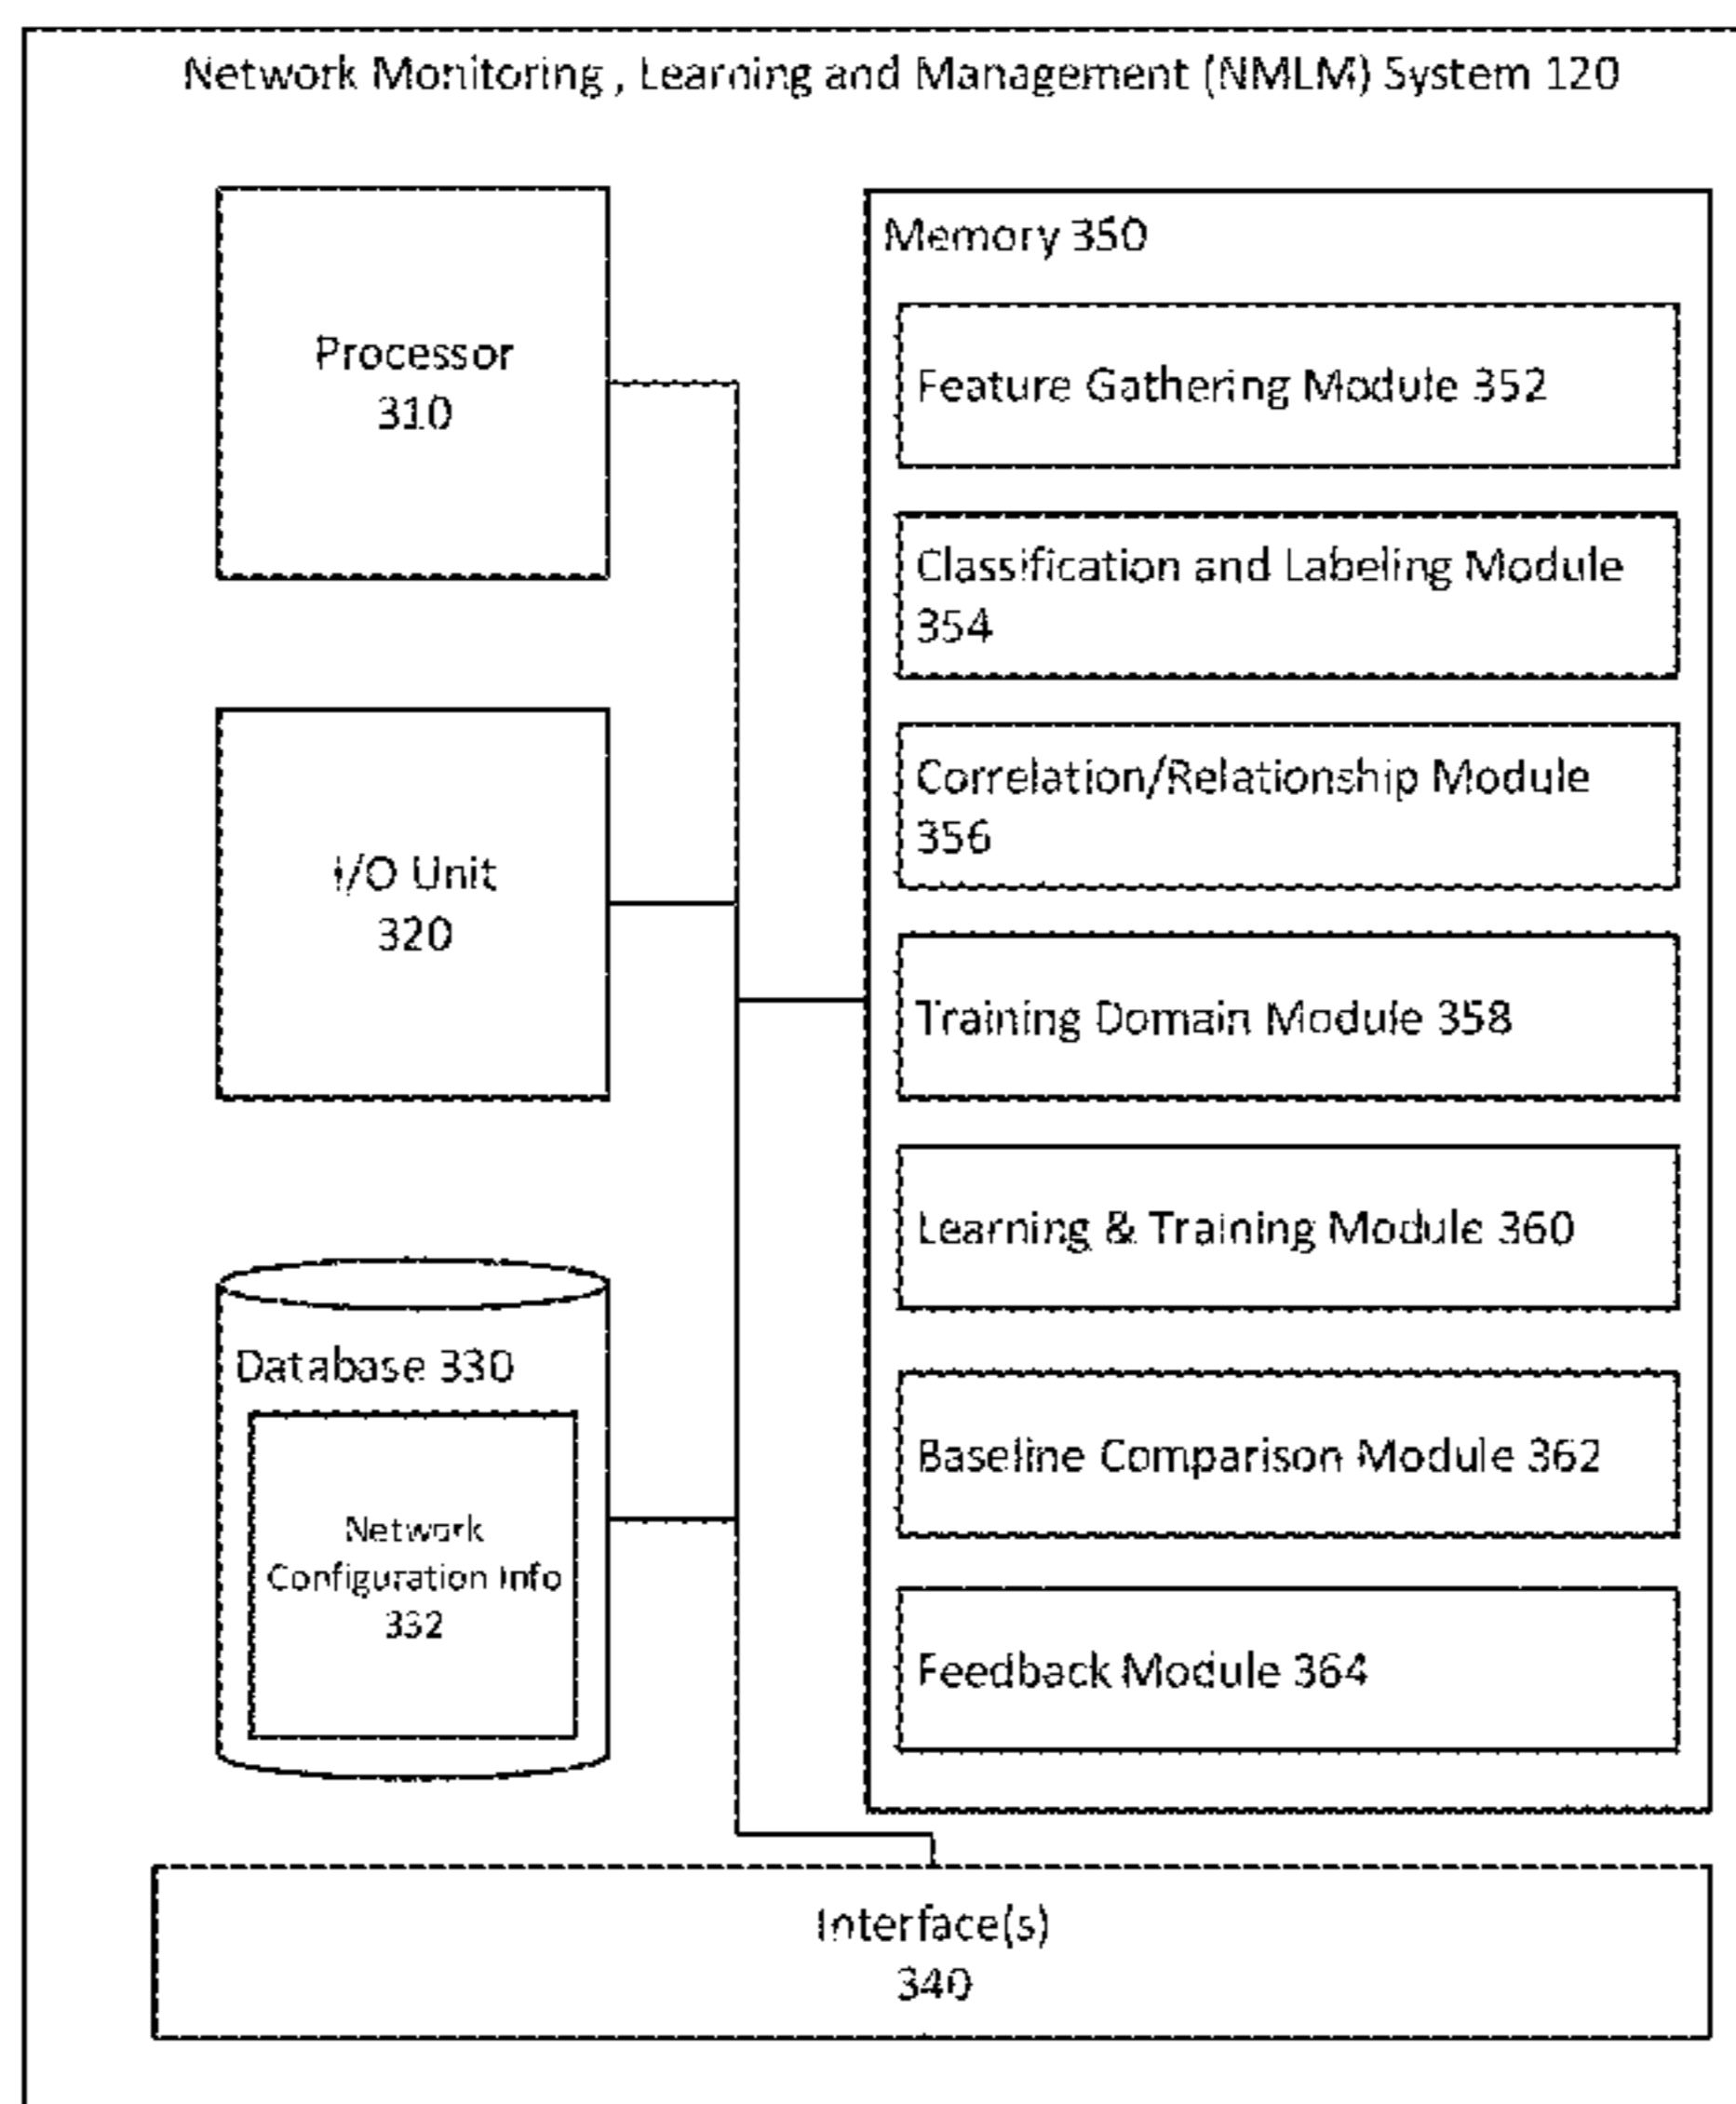 Network Monitoring , Learning and Management (NMLM) System 120
Processor
310
I/O Unit
320
Database 330
Network
Configuration Info
332
Memory 350
Feature Gathering Module 352
Classification and Labeling Module
354
Correlation/Relationship Module
356
Training Domain Module 358
Learning & Training Module 360
Baseline Comparison Module 362
Feedback Module 364
Interface(s)
340